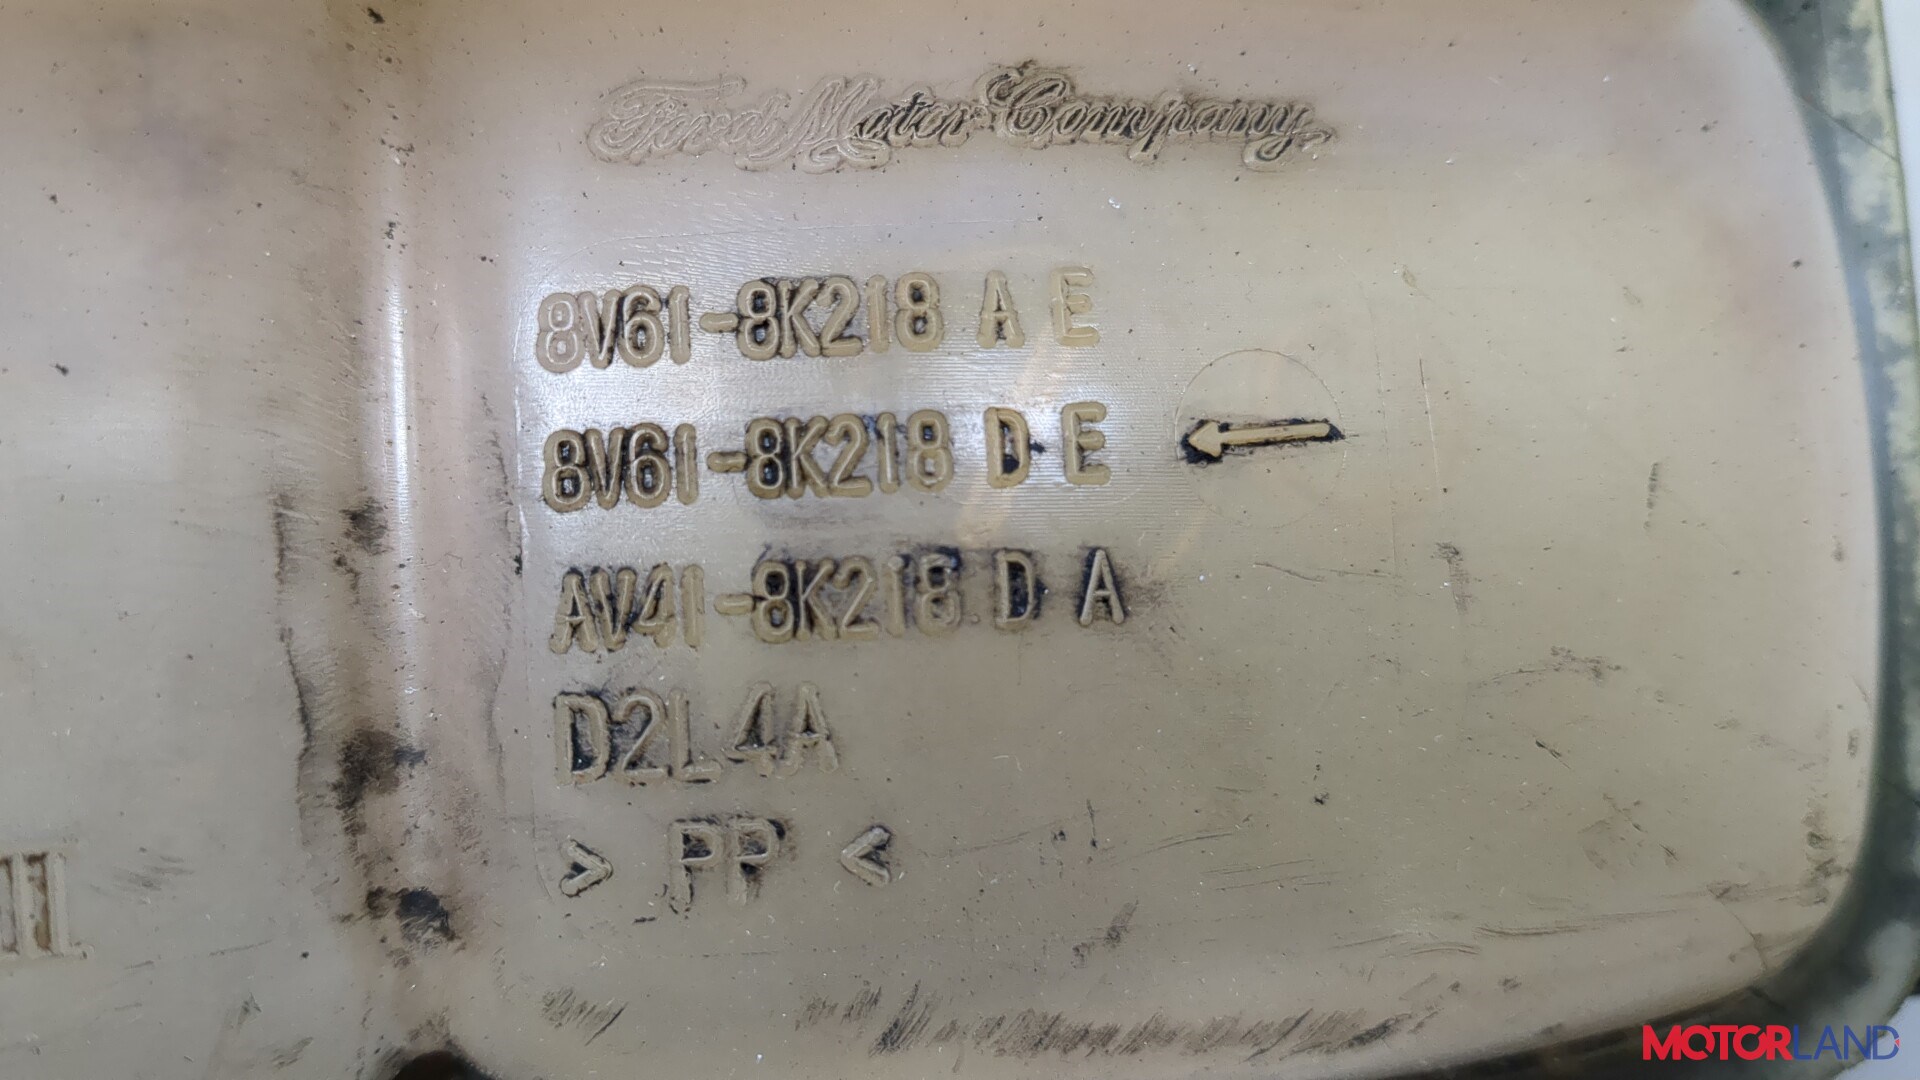 Ford Motor Company
8V61-8K218 A E
8V61-8K218 D E
AV41-8K218 D A
D2L4A
> PP <
MOTORLAND